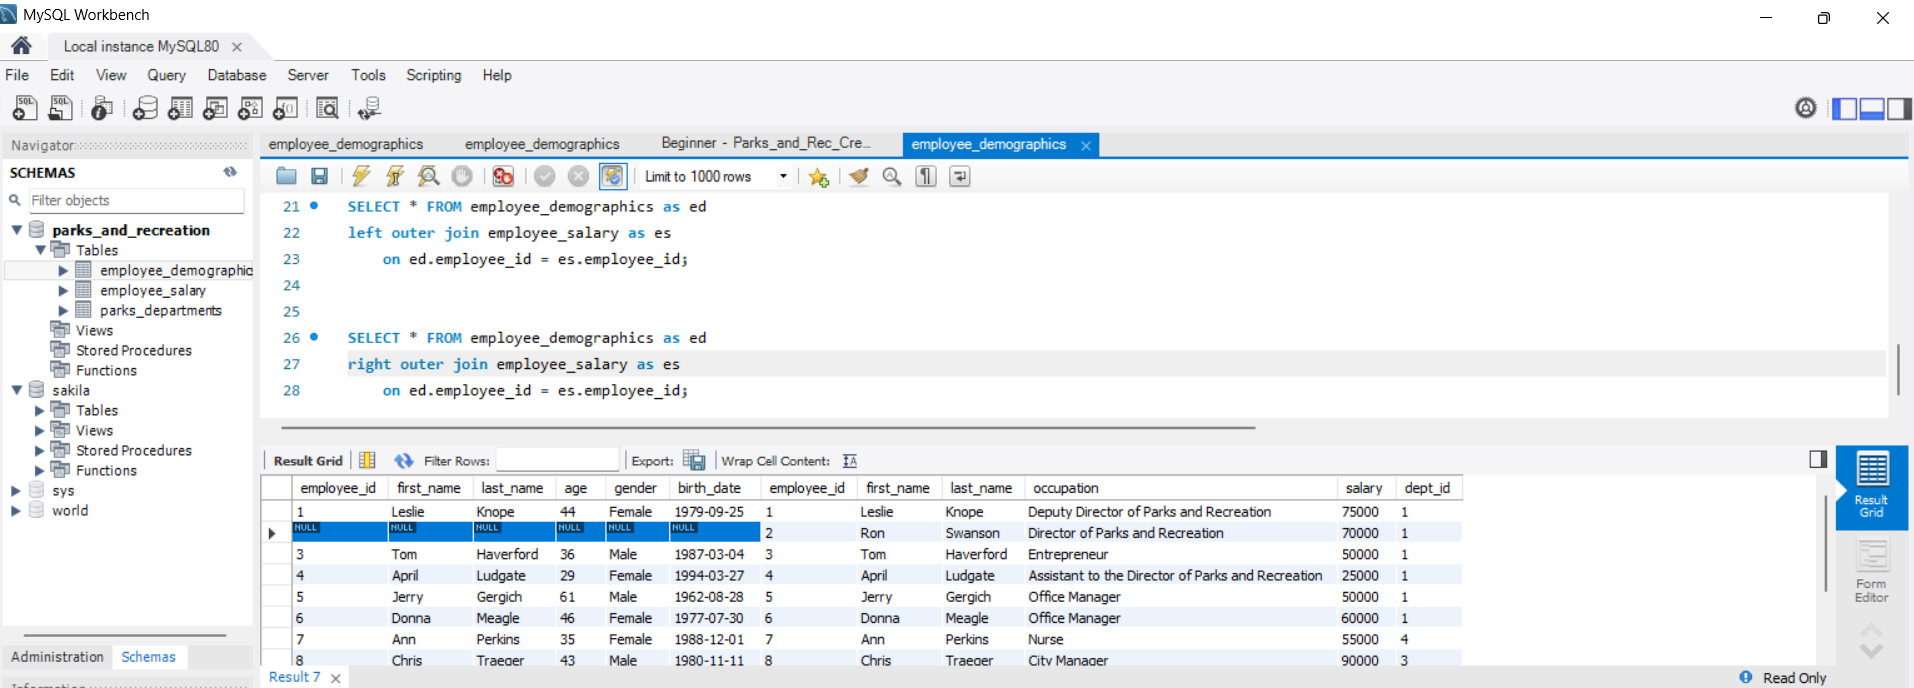 MySQL Workbench
Local instance MySQL80
File Edit View Query Database Server Tools Scripting Help
Navigator
SCHEMAS
Filter objects
parks_and_recreation
Tables
employee_demographic
employee_salary
parks_departments
Views
Stored Procedures
Functions
sakila
Tables
Views
Stored Procedures
Functions
sys
world
Administration Schemas
Information
employee_demographics employee_demographics Beginner - Parks_and_Rec_Cre... employee_demographics
Limit to 1000 rows
21 SELECT * FROM employee_demographics as ed
22 left outer join employee_salary as es
23 on ed.employee_id = es.employee_id;
24
25
26 SELECT * FROM employee_demographics as ed
27 right outer join employee_salary as es
28 on ed.employee_id = es.employee_id;
Result Grid Filter Rows: Export: Wrap Cell Content:
employee_id first_name last_name age gender birth_date employee_id first_name last_name occupation salary dept_id
1 Leslie Knope 44 Female 1979-09-25 1 Leslie Knope Deputy Director of Parks and Recreation 75000 1
NULL NULL NULL NULL NULL NULL 2 Ron Swanson Director of Parks and Recreation 70000 1
3 Tom Haverford 36 Male 1987-03-04 3 Tom Haverford Entrepreneur 50000 1
4 April Ludgate 29 Female 1994-03-27 4 April Ludgate Assistant to the Director of Parks and Recreation 25000 1
5 Jerry Gergich 61 Male 1962-08-28 5 Jerry Gergich Office Manager 50000 1
6 Donna Meagle 46 Female 1977-07-30 6 Donna Meagle Office Manager 60000 1
7 Ann Perkins 35 Female 1988-12-01 7 Ann Perkins Nurse 55000 4
8 Chris Traeger 43 Male 1980-11-11 8 Chris Traeger City Manager 90000 3
Result 7
Result
Grid
Form
Editor
Read Only